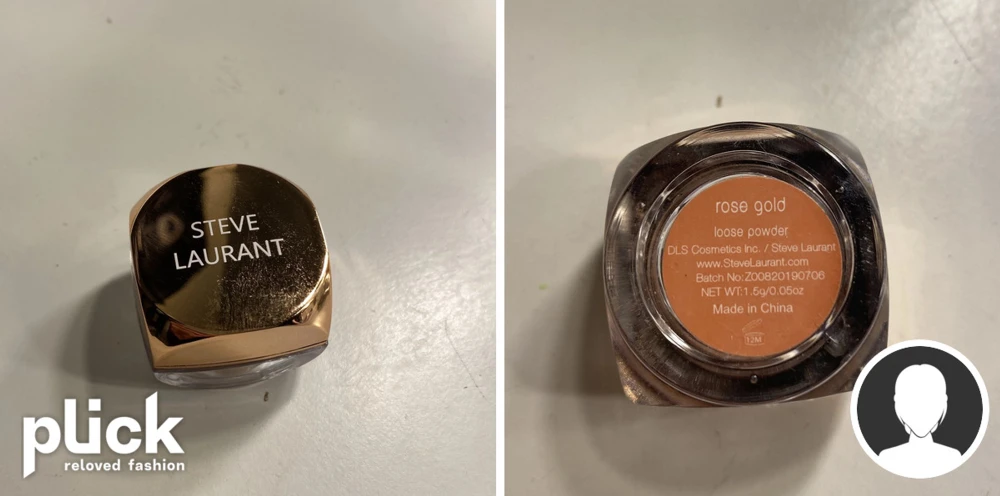 STEVE
LAURANT
plick
reloved fashion
rose gold
loose powder
DLS Cosmetics Inc. / Steve Laurant
www.SteveLaurant.com
Batch No:Z00820190706
NET WT:1.5g/0.05oz
Made in China
12M